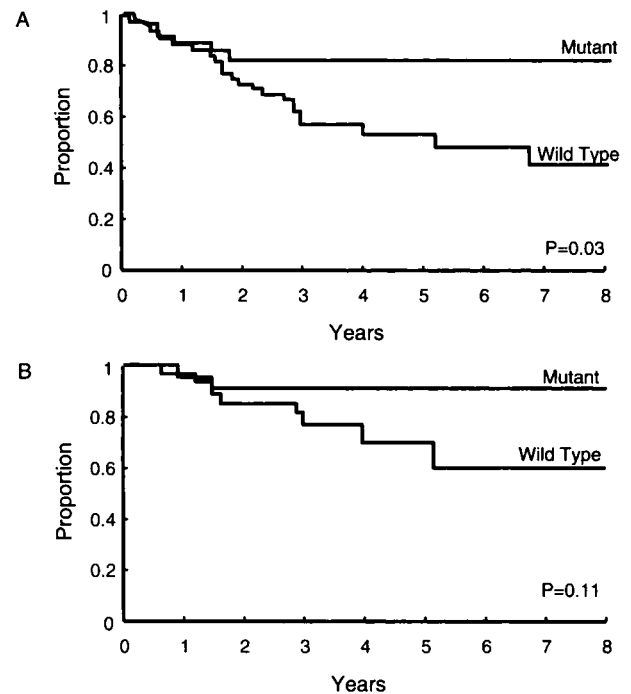 A
1
Mutant
0.8
0.6
Wild Type
0.4
0.2
P=0.03
0
0 1 2 3 4 5 6 7 8
Proportion
Years
B
1
Mutant
0.8
Wild Type
0.6
0.4
0.2
P=0.11
0
0 1 2 3 4 5 6 7 8
Proportion
Years